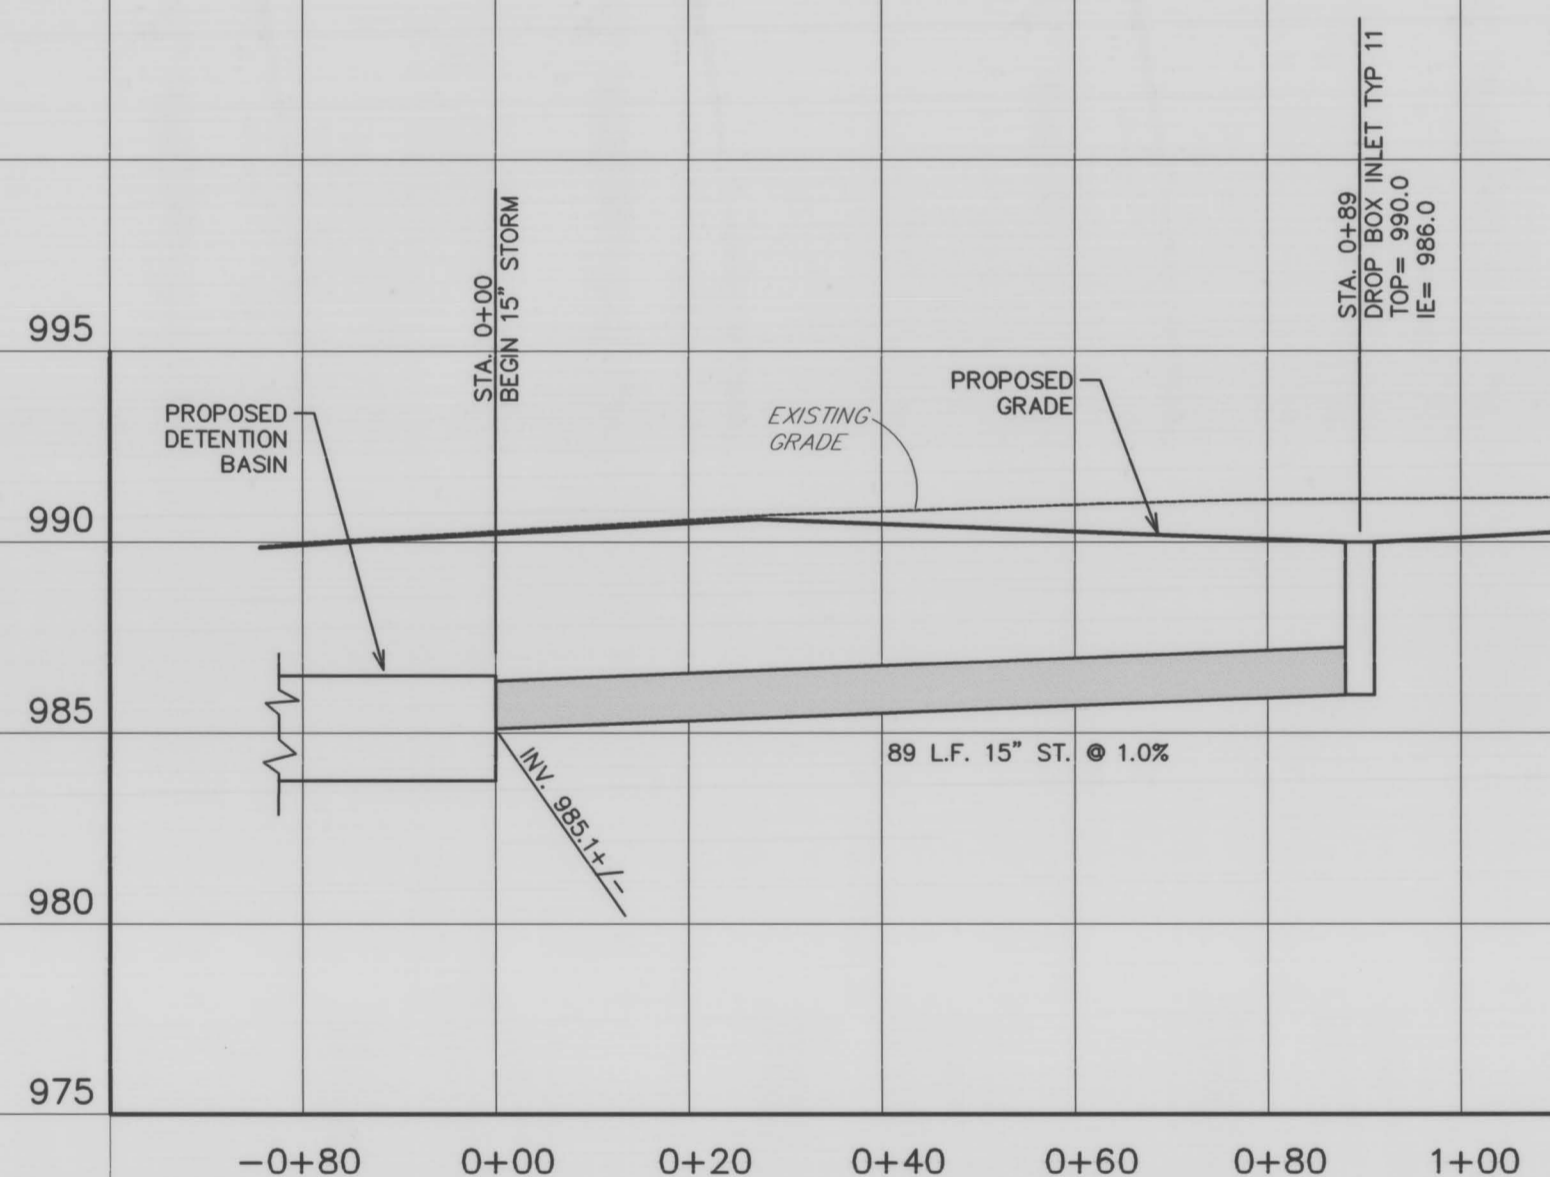 STA. 0+89
DROP BOX INLET TYP 11
TOP= 990.0
IE= 986.0
STA. 0+00
BEGIN 15" STORM
995
PROPOSED
DETENTION
BASIN
EXISTING
GRADE
PROPOSED
GRADE
990
985
89 L.F. 15" ST. @ 1.0%
INV. 985.1+/-
980
975
-0+80
0+00
0+20
0+40
0+60
0+80
1+00